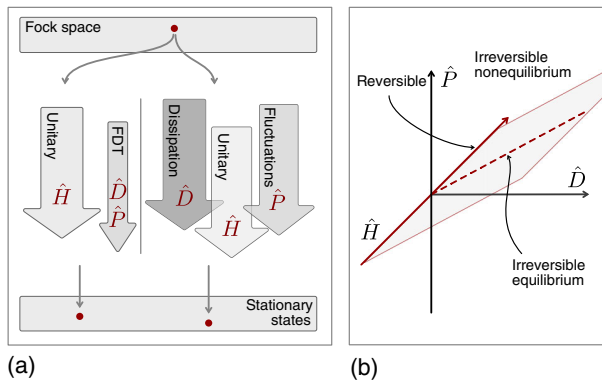 Fock space
Unitary
Ĥ
FDT
D̂
P̂
Dissipation
D̂
Unitary
Ĥ
Fluctuations
P̂
Stationary
states
(a)
P̂
Irreversible
nonequilibrium
Reversible
D̂
Ĥ
Irreversible
equilibrium
(b)